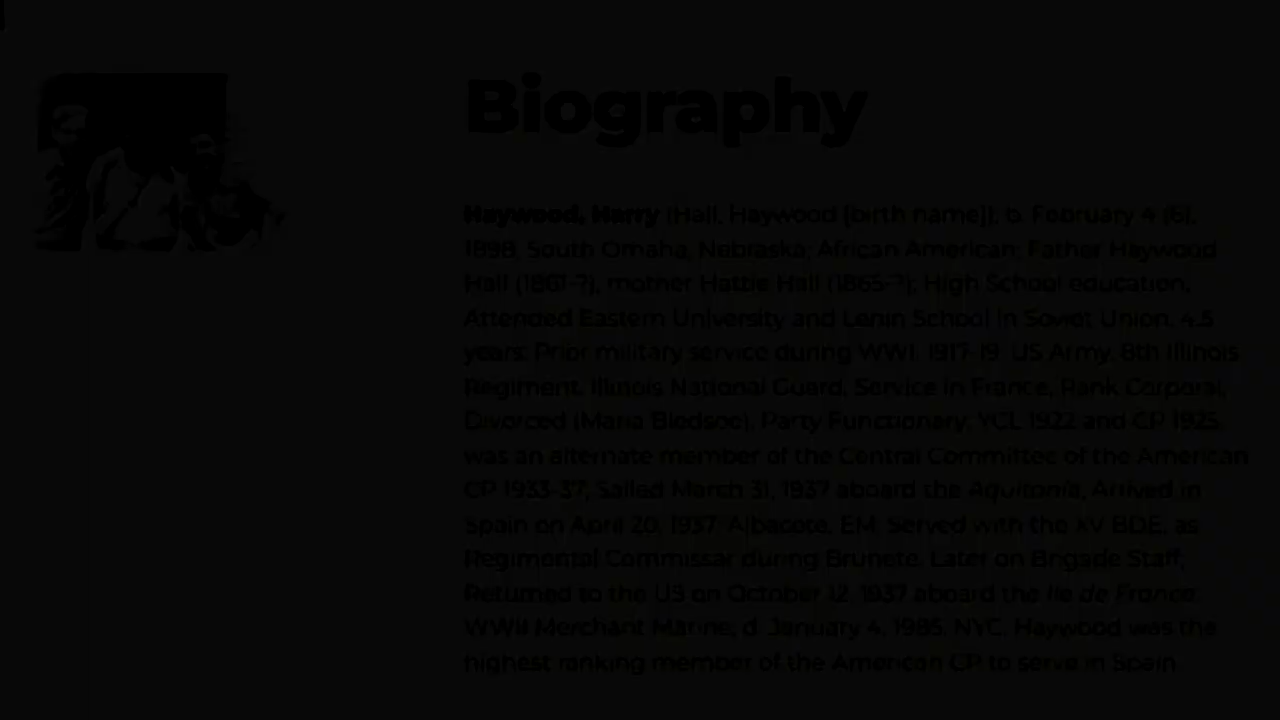 Biography
Haywood, Harry (Hall, Haywood [birth name]); b. February 4 (6),
1898, South Omaha, Nebraska; African American; Father Haywood
Hall (1861-?), mother Hattie Hall (1865-?); High School education,
Attended Eastern University and Lenin School in Soviet Union, 4.5
years; Prior military service during WWI, 1917-19, US Army, 8th Illinois
Regiment, Illinois National Guard, Service in France, Rank Corporal,
Divorced (Maria Bledsoe), Party Functionary; YCL 1922 and CP 1925,
was an alternate member of the Central Committee of the American
CP 1933-37; Sailed March 31, 1937 aboard the Aquitania, Arrived in
Spain on April 20, 1937, Albacete, EM; Served with the XV BDE, as
Regimental Commissar during Brunete, Later on Brigade Staff;
Returned to the US on October 12, 1937 aboard the Ile de France;
WWII Merchant Marine; d. January 4, 1985, NYC. Haywood was the
highest ranking member of the American CP to serve in Spain